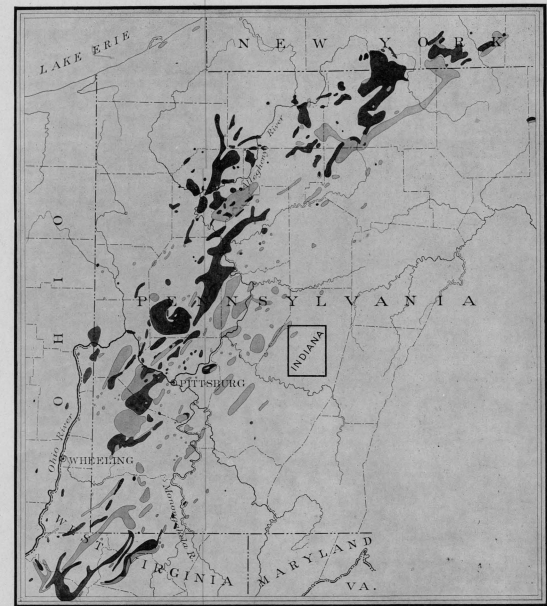 LAKE ERIE
NEW YORK
Allegheny River
OHIO
PENNSYLVANIA
INDIANA
PITTSBURG
Ohio River
WHEELING
Monongahela R.
WEST VIRGINIA
MARYLAND
VA.